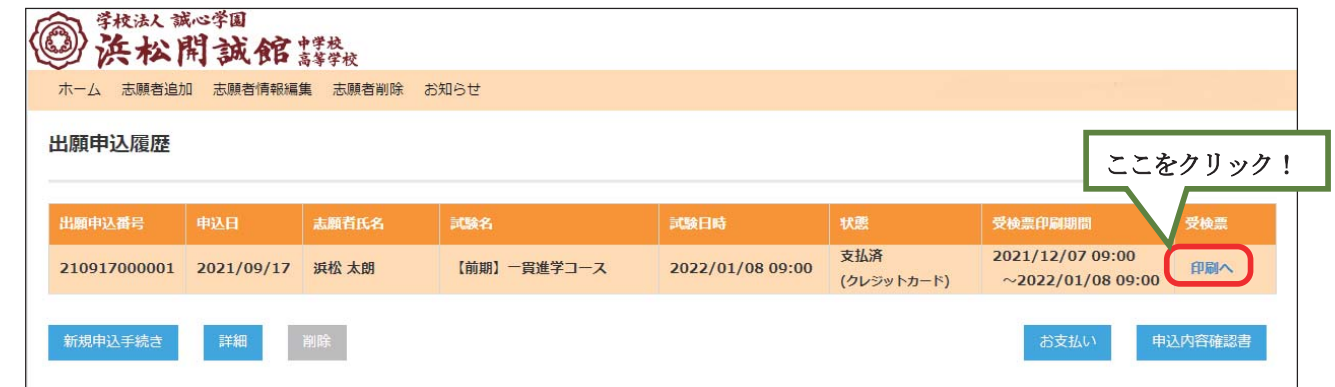 学校法人 誠心学園
浜松開誠館 中学校 高等学校
ホーム 志願者追加 志願者情報編集 志願者削除 お知らせ
出願申込履歴
ここをクリック！
出願申込番号 申込日 志願者氏名 試験名 試験日時 状態 受検票印刷期間 受検票
210917000001 2021/09/17 浜松 太朗 【前期】一貫進学コース 2022/01/08 09:00 支払済 (クレジットカード) 2021/12/07 09:00 ～2022/01/08 09:00 印刷へ
新規申込手続き 詳細 削除 お支払い 申込内容確認書